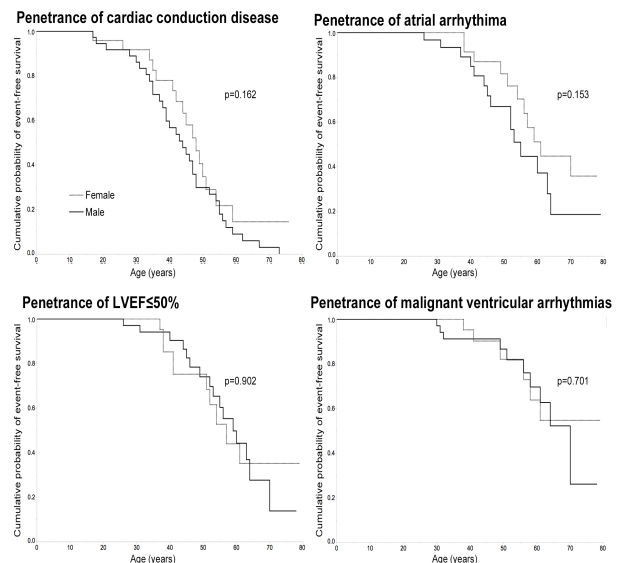 Penetrance of cardiac conduction disease
Cumulative probability of event-free survival
1.0
0.8
0.6
0.4
0.2
0.0
p=0.162
Female
Male
0 10 20 30 40 50 60 70 80
Age (years)
Penetrance of atrial arrhythima
Cumulative probability of event-free survival
1.0
0.8
0.6
0.4
0.2
0.0
p=0.153
0 10 20 30 40 50 60 70 80
Age (years)
Penetrance of LVEF≤50%
Cumulative probability of event-free survival
1.0
0.8
0.6
0.4
0.2
0.0
p=0.902
0 10 20 30 40 50 60 70 80
Age (years)
Penetrance of malignant ventricular arrhythmias
Cumulative probability of event-free survival
1.0
0.8
0.6
0.4
0.2
0.0
p=0.701
0 10 20 30 40 50 60 70 80
Age (years)